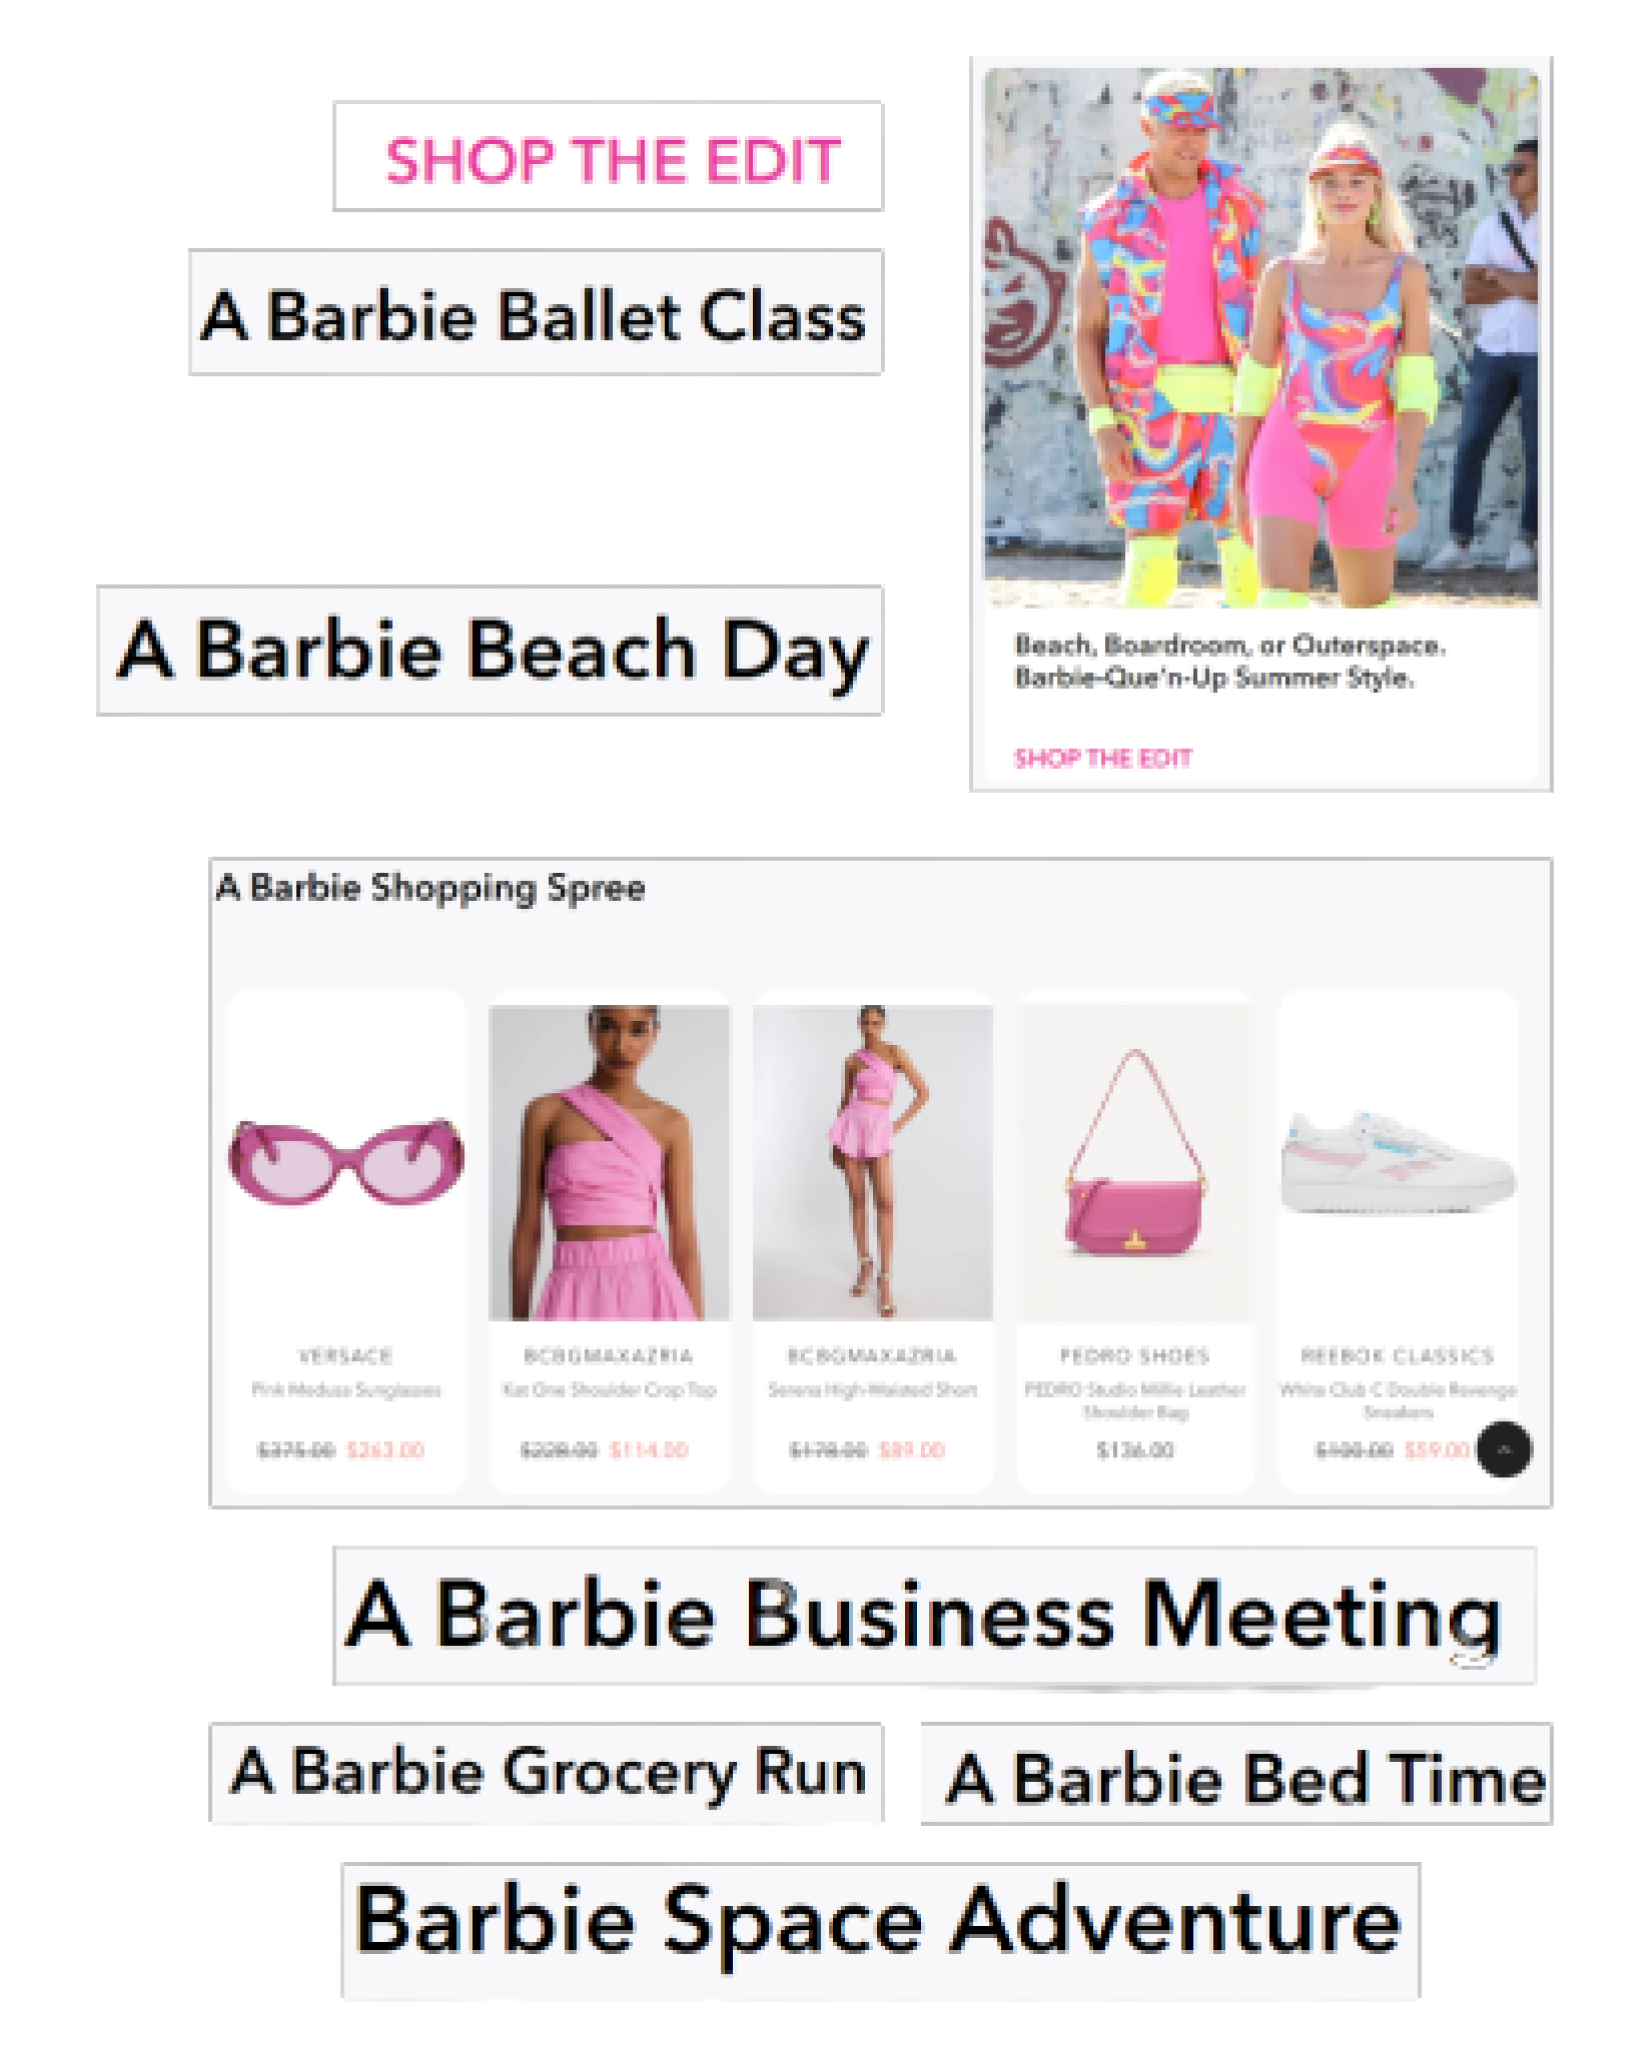 SHOP THE EDIT
A Barbie Ballet Class
A Barbie Beach Day
Beach, Boardroom, or Outerspace.
Barbie-Que'n-Up Summer Style.
SHOP THE EDIT
A Barbie Shopping Spree
VERSACE
Pink Medusa Sunglasses
$375.00 $263.00
BCBGMAXAZRIA
Kat One Shoulder Crop Top
$228.00 $114.00
BCBGMAXAZRIA
Serena High-Waisted Short
$178.00 $89.00
PEDRO SHOES
PEDRO Studio Millie Leather
Shoulder Bag
$136.00
REEBOK CLASSICS
White Club C Double Revenge
Sneakers
$100.00 $59.00
A Barbie Business Meeting
A Barbie Grocery Run
A Barbie Bed Time
Barbie Space Adventure